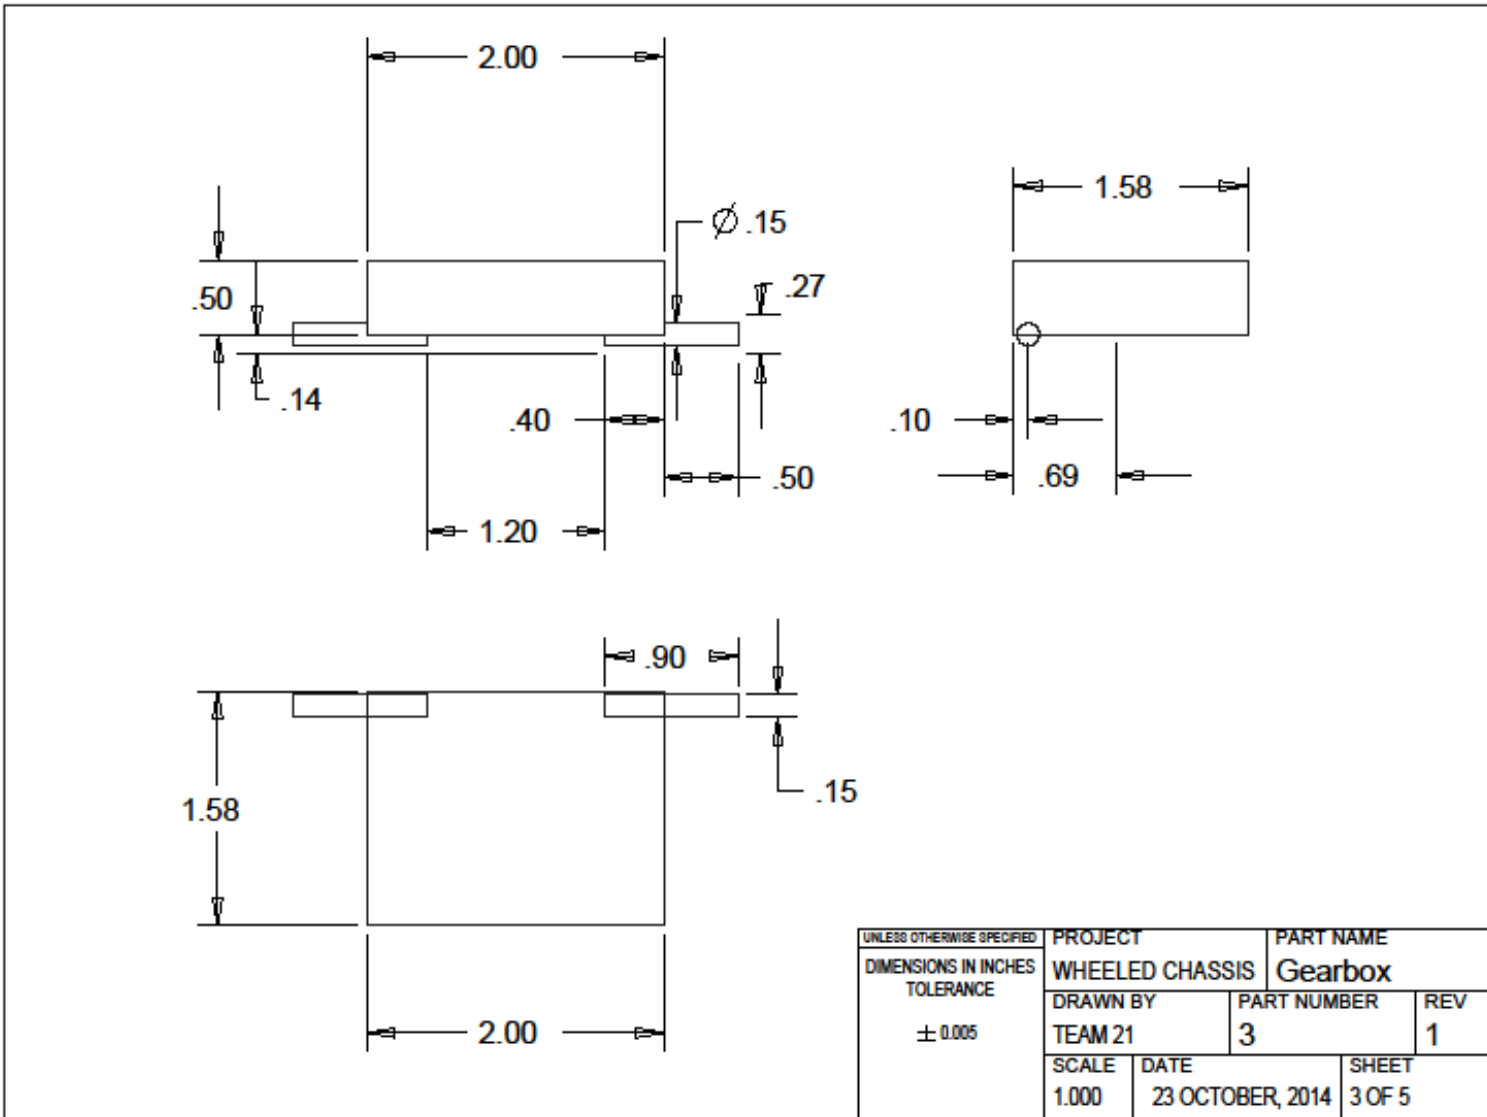 2.00
1.58
⌀ .15
.27
.50
.14
.40
.10
.69
.50
1.20
.90
.15
1.58
2.00
UNLESS OTHERWISE SPECIFIED
DIMENSIONS IN INCHES
TOLERANCE
± 0.005
PROJECT
WHEELED CHASSIS
PART NAME
Gearbox
DRAWN BY
TEAM 21
PART NUMBER
3
REV
1
SCALE
1.000
DATE
23 OCTOBER, 2014
SHEET
3 OF 5